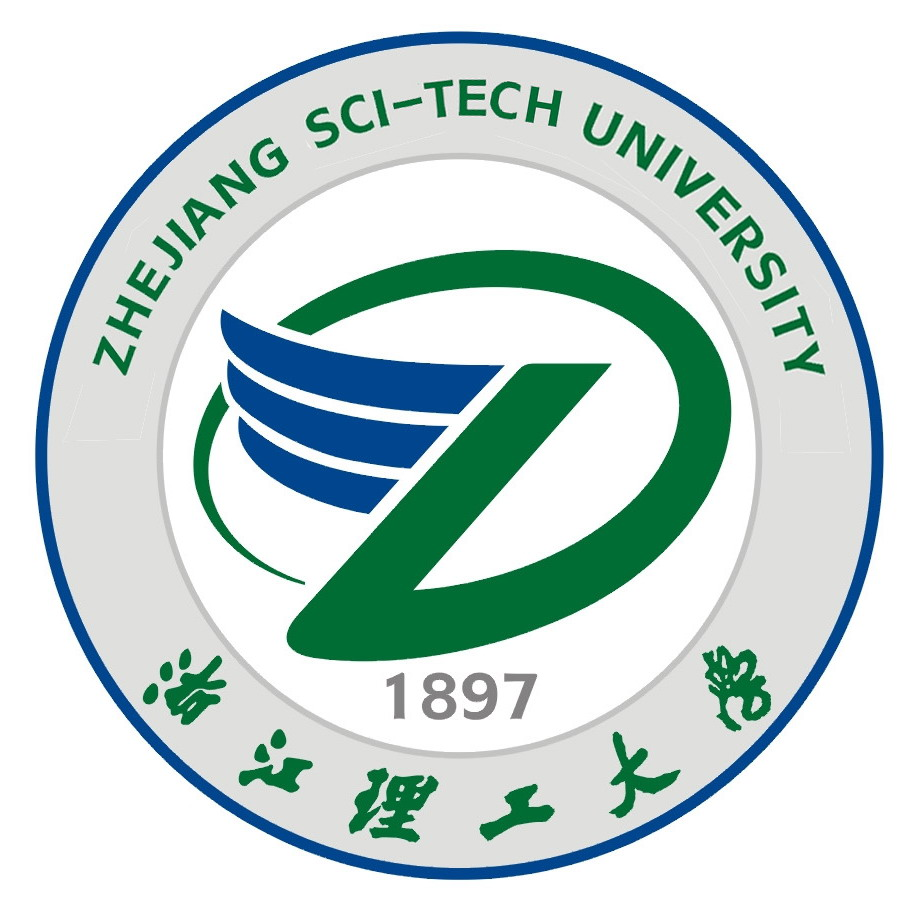 ZHEJIANG SCI-TECH UNIVERSITY
1897
浙江理工大学